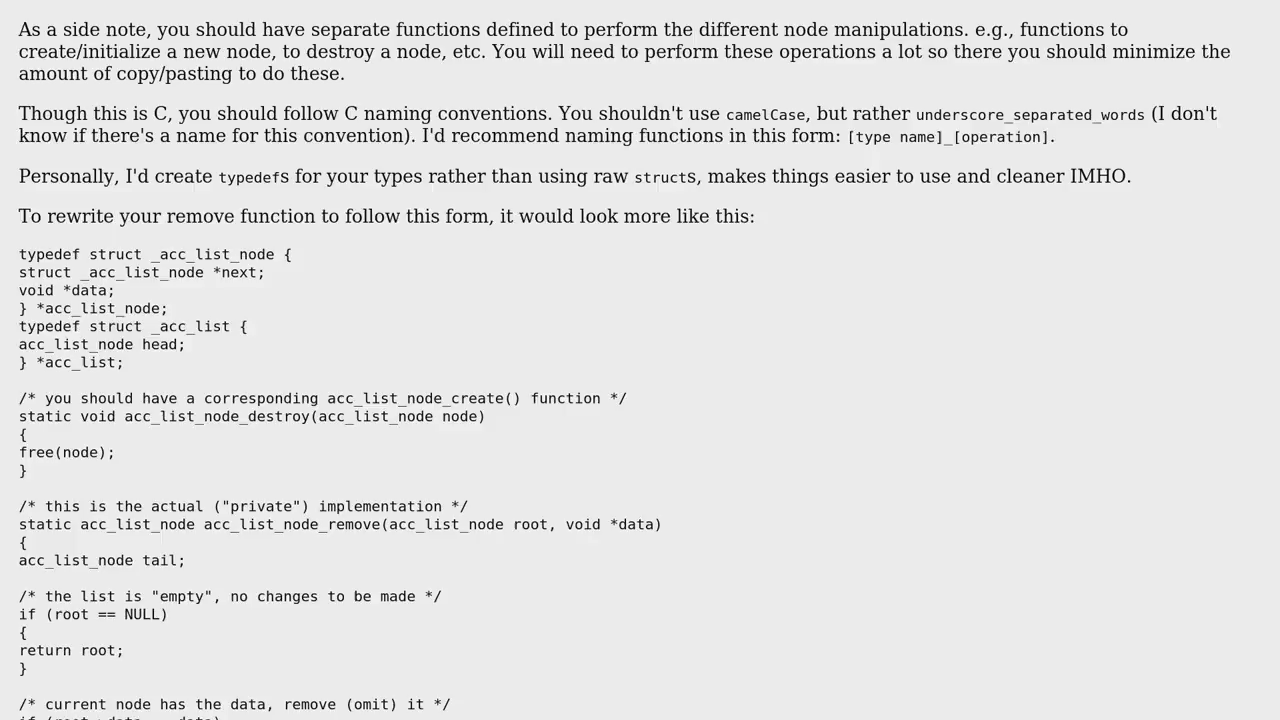 As a side note, you should have separate functions defined to perform the different node manipulations. e.g., functions to
create/initialize a new node, to destroy a node, etc. You will need to perform these operations a lot so there you should minimize the
amount of copy/pasting to do these.
Though this is C, you should follow C naming conventions. You shouldn't use camelCase, but rather underscore_separated_words (I don't
know if there's a name for this convention). I'd recommend naming functions in this form: [type name]_[operation].
Personally, I'd create typedefs for your types rather than using raw structs, makes things easier to use and cleaner IMHO.
To rewrite your remove function to follow this form, it would look more like this:
typedef struct _acc_list_node {
struct _acc_list_node *next;
void *data;
} *acc_list_node;
typedef struct _acc_list {
acc_list_node head;
} *acc_list;
/* you should have a corresponding acc_list_node_create() function */
static void acc_list_node_destroy(acc_list_node node)
{
free(node);
}
/* this is the actual ("private") implementation */
static acc_list_node acc_list_node_remove(acc_list_node root, void *data)
{
acc_list_node tail;
/* the list is "empty", no changes to be made */
if (root == NULL)
{
return root;
}
/* current node has the data, remove (omit) it */